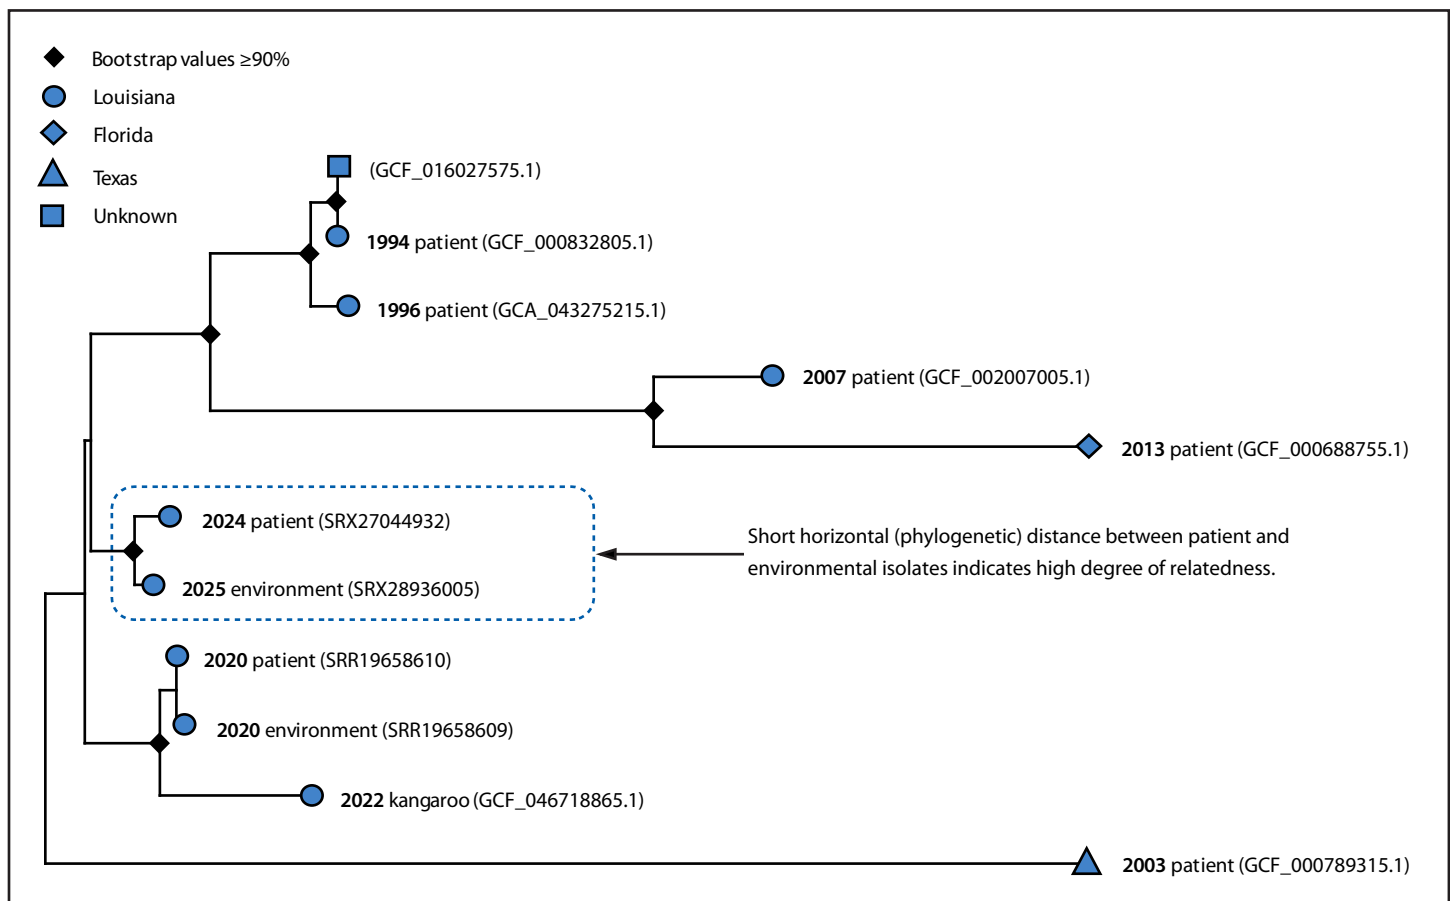 Bootstrap values ≥90%
Louisiana
Florida
Texas
Unknown
(GCF_016027575.1)
1994 patient (GCF_000832805.1)
1996 patient (GCA_043275215.1)
2007 patient (GCF_002007005.1)
2013 patient (GCF_000688755.1)
2024 patient (SRX27044932)
2025 environment (SRX28936005)
Short horizontal (phylogenetic) distance between patient and
environmental isolates indicates high degree of relatedness.
2020 patient (SRR19658610)
2020 environment (SRR19658609)
2022 kangaroo (GCF_046718865.1)
2003 patient (GCF_000789315.1)